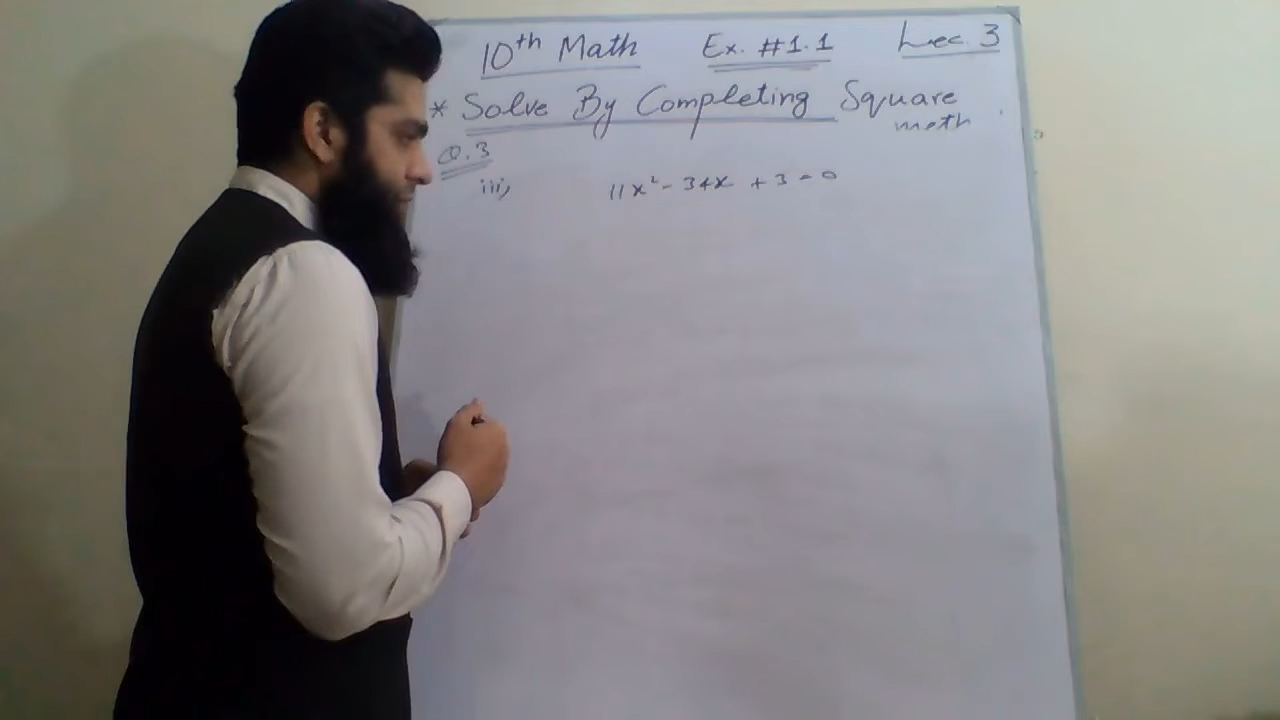 10th Math Ex. #1.1 Lec. 3
* Solve By Completing Square
meth
Q.3
iii, 11x² - 34x + 3 = 0